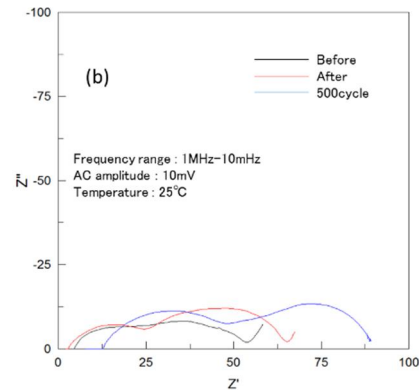 -100
(b)
Before
After
500cycle
-75
Frequency range : 1MHz-10mHz
AC amplitude : 10mV
Temperature : 25℃
Z"
-50
-25
0
0
25
50
75
100
Z'